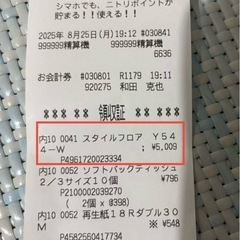 シマホでも、ニトリポイントが
貯まる！！使える！！
2025年 8月25日(月)19:12 ☆030801
999999精算機 999999精算機
6636
お会計券 #030801 R1179 19:11
920275 和田 克也
*** 領収証 ***
内10 0041 スタイルフロア Y54
4-W ; ¥5,009
P4961720023334
内10 0052 ソフトパックティッシュ
2/3サイズ10個 ¥796
P2100002039270
( 2個 x @398)
内10 0052 再生紙18Rダブル30
M ※ ¥548
P4582560417734